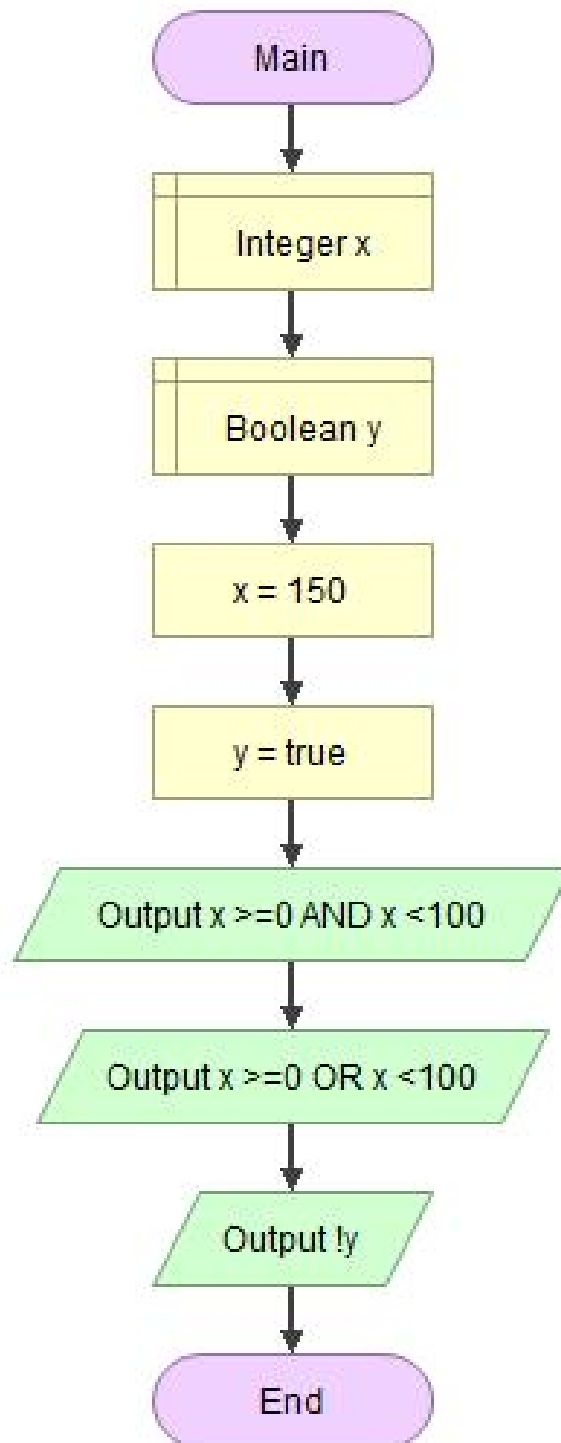 Main
Integer x
Boolean y
x = 150
y = true
Output x >=0 AND x <100
Output x >=0 OR x <100
Output !y
End